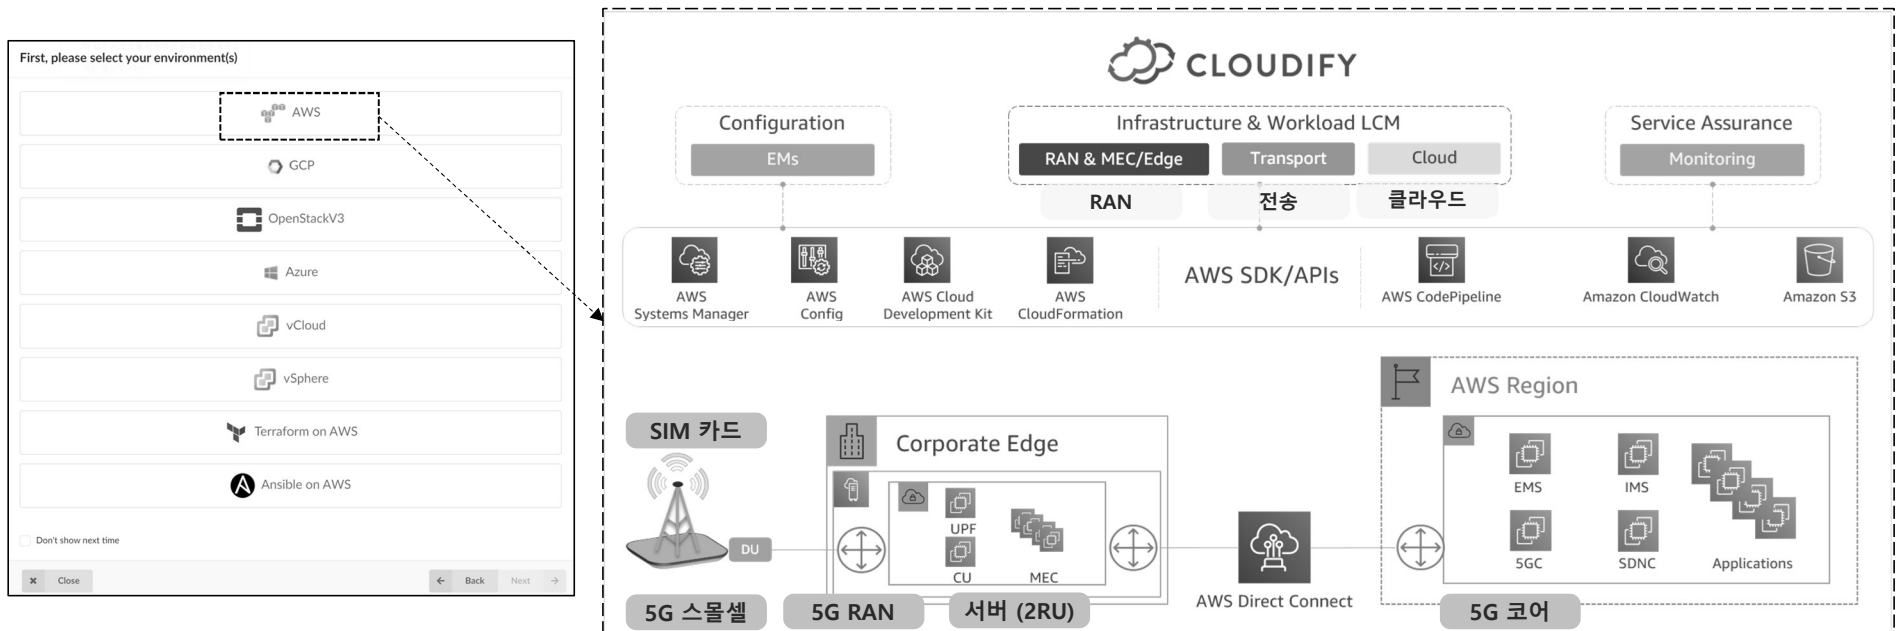 First, please select your environment(s)
AWS
GCP
OpenStackV3
Azure
vCloud
vSphere
Terraform on AWS
Ansible on AWS
Don't show next time
Close
Back
Next
CLOUDIFY
Configuration
EMs
Infrastructure & Workload LCM
RAN & MEC/Edge
Transport
Cloud
Service Assurance
Monitoring
RAN
전송
클라우드
AWS
Systems Manager
AWS
Config
AWS Cloud
Development Kit
AWS
CloudFormation
AWS SDK/APIs
AWS CodePipeline
Amazon CloudWatch
Amazon S3
SIM 카드
DU
5G 스몰셀
Corporate Edge
UPF
CU
MEC
5G RAN
서버 (2RU)
AWS Direct Connect
AWS Region
EMS
IMS
5GC
SDNC
Applications
5G 코어